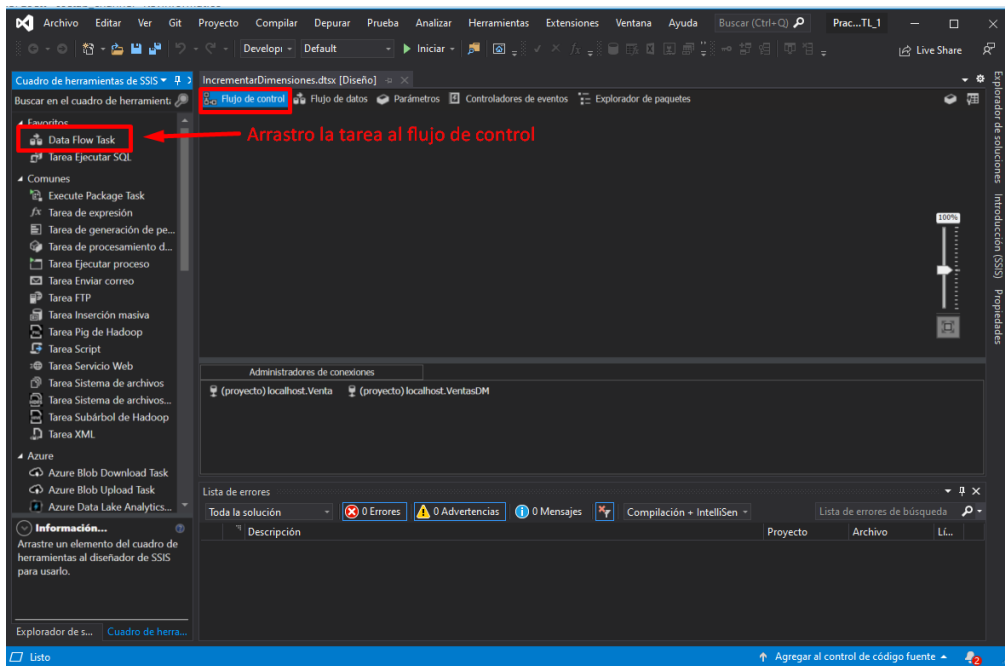 Archivo Editar Ver Git Proyecto Compilar Depurar Prueba Analizar Herramientas Extensiones Ventana Ayuda Buscar (Ctrl+Q) Prac...TL_1
Developi Default Iniciar Live Share
Cuadro de herramientas de SSIS
Buscar en el cuadro de herramient
Favoritos
Data Flow Task
Tarea Ejecutar SQL
Comunes
Execute Package Task
Tarea de expresión
Tarea de generación de pe...
Tarea de procesamiento d...
Tarea Ejecutar proceso
Tarea Enviar correo
Tarea FTP
Tarea Inserción masiva
Tarea Pig de Hadoop
Tarea Script
Tarea Servicio Web
Tarea Sistema de archivos
Tarea Sistema de archivos...
Tarea Subárbol de Hadoop
Tarea XML
Azure
Azure Blob Download Task
Azure Blob Upload Task
Azure Data Lake Analytics...
Información...
Arrastre un elemento del cuadro de
herramientas al diseñador de SSIS
para usarlo.
Explorador de s... Cuadro de herra...
IncrementarDimensiones.dtsx [Diseño]
Flujo de control Flujo de datos Parámetros Controladores de eventos Explorador de paquetes
Arrastro la tarea al flujo de control
100%
Administradores de conexiones
(proyecto) localhost.Venta (proyecto) localhost.VentasDM
Lista de errores
Toda la solución 0 Errores 0 Advertencias 0 Mensajes Compilación + IntelliSen Lista de errores de búsqueda
Descripción Proyecto Archivo Lí...
Explorador de soluciones
Introducción (SSIS)
Propiedades
Listo Agregar al control de código fuente 2